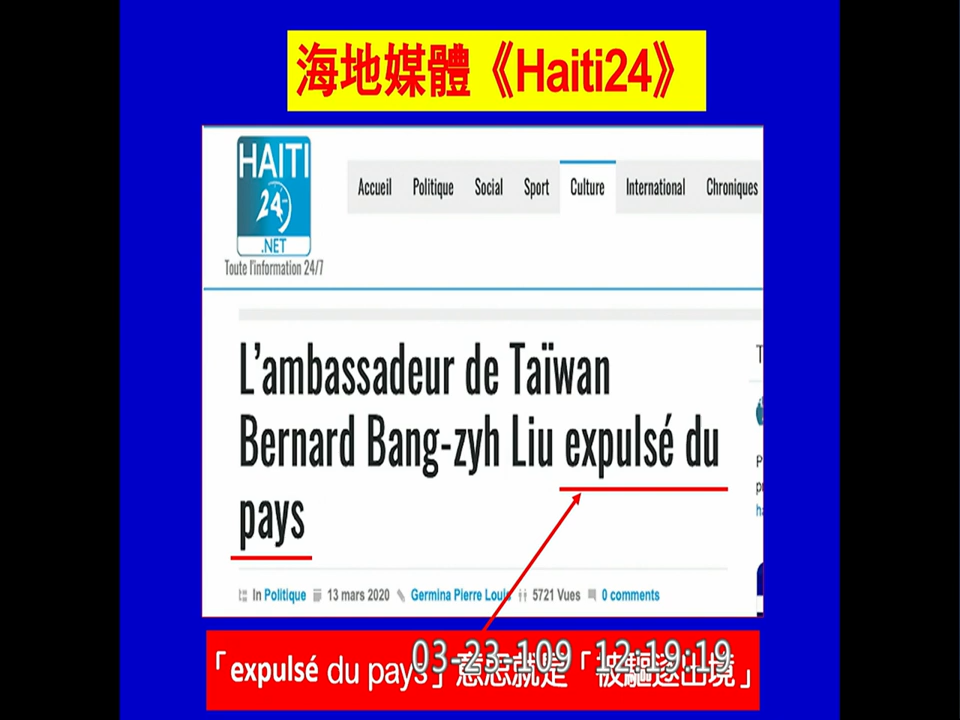 海地媒體《Haiti24》
HAITI
24
.NET
Toute l'information 24/7
Accueil Politique Social Sport Culture International Chroniques
L'ambassadeur de Taïwan
Bernard Bang-zyh Liu expulsé du
pays
In Politique 13 mars 2020 Germina Pierre Louis 5721 Vues 0 comments
「expulsé du pays」意思就是「被驅逐出境」
03-23-109 12:19:19